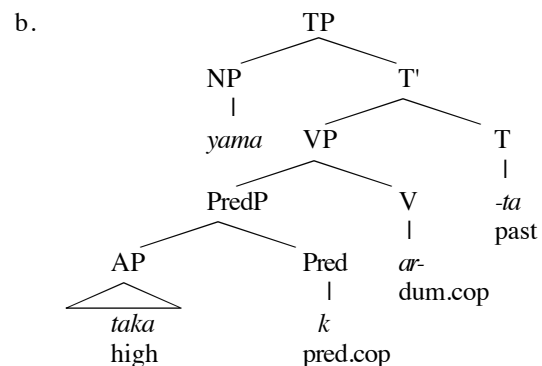 b. TP
NP T'
yama VP T
PredP V -ta
past
AP Pred ar-
dum.cop
taka k
high pred.cop